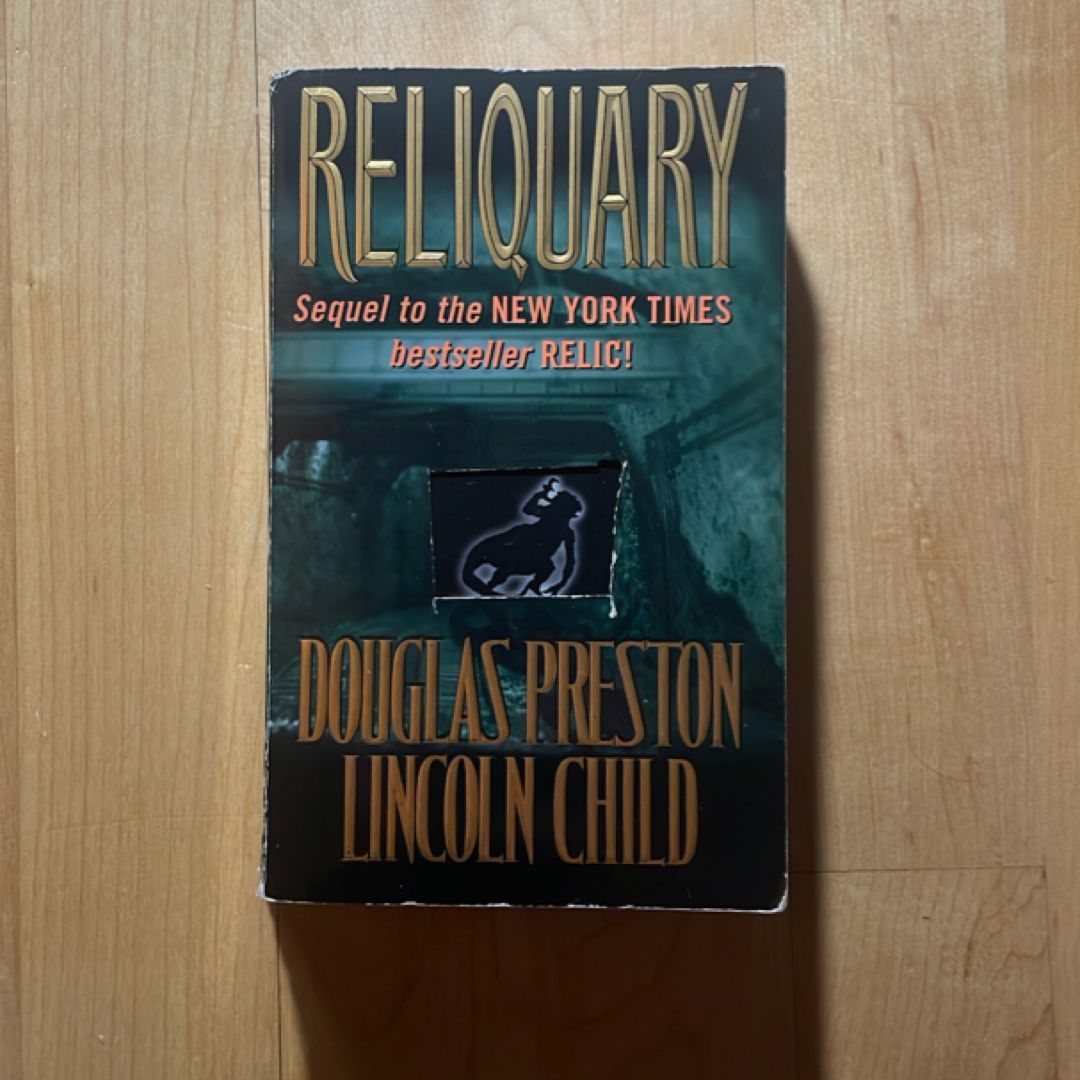 RELIQUARY
Sequel to the NEW YORK TIMES
bestseller RELIC!
DOUGLAS PRESTON
LINCOLN CHILD